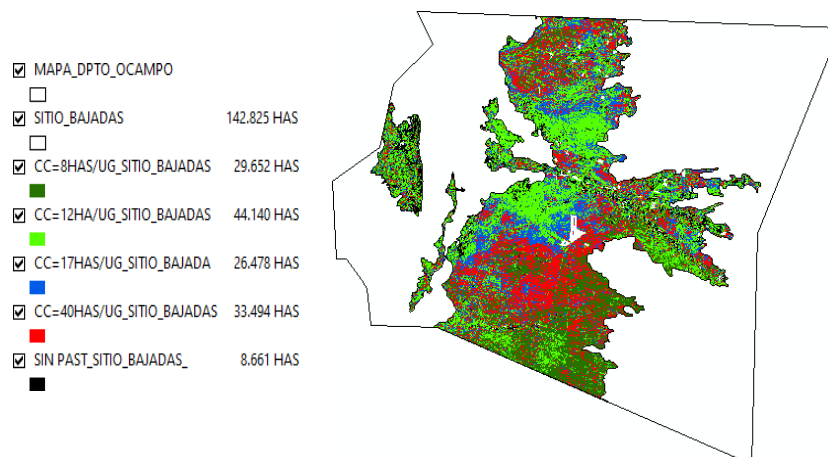 MAPA_DPTO_OCAMPO
SITIO_BAJADAS 142.825 HAS
CC=8HAS/UG_SITIO_BAJADAS 29.652 HAS
CC=12HA/UG_SITIO_BAJADAS 44.140 HAS
CC=17HAS/UG_SITIO_BAJADA 26.478 HAS
CC=40HAS/UG_SITIO_BAJADAS 33.494 HAS
SIN PAST_SITIO_BAJADAS_ 8.661 HAS